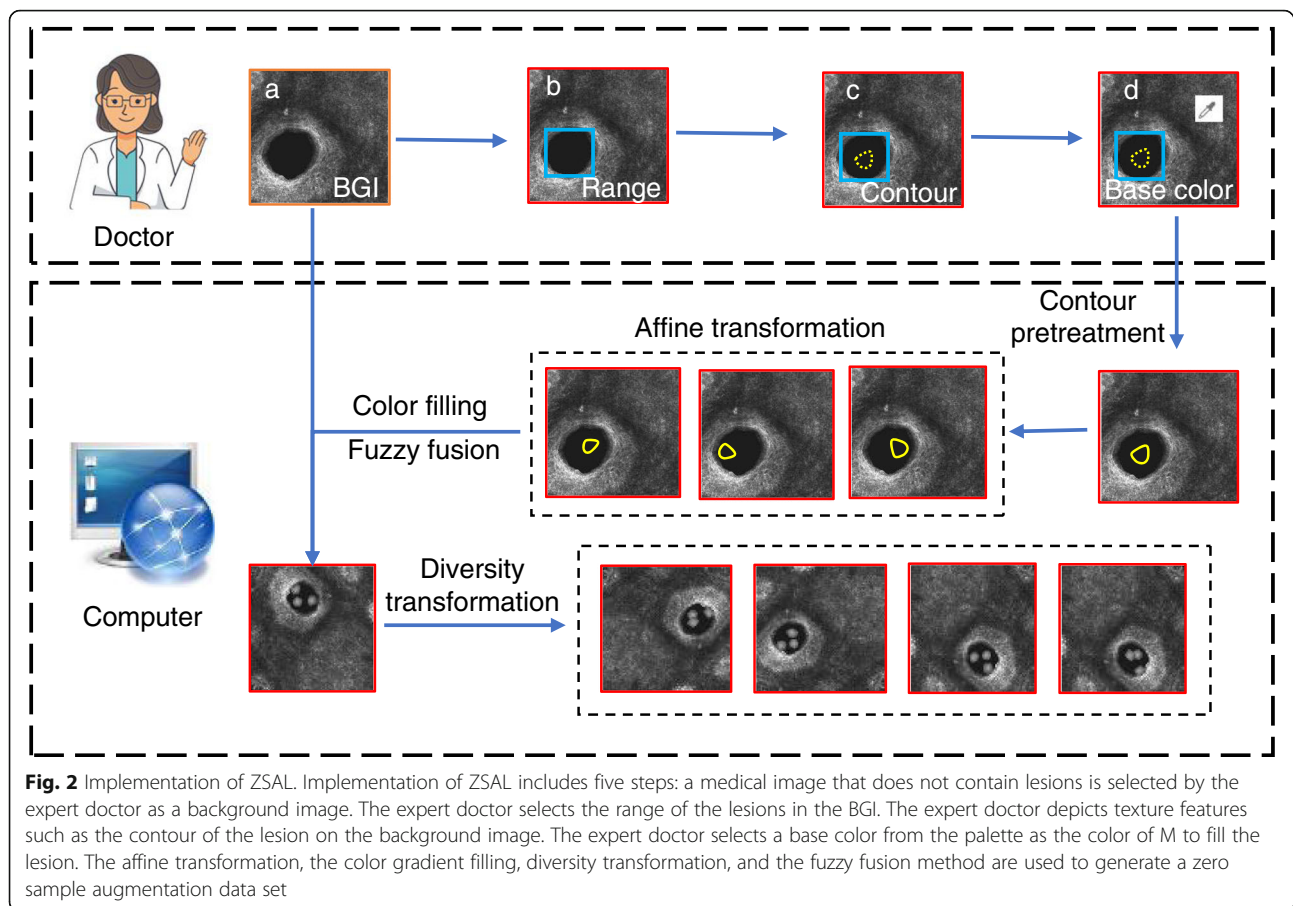 a
BGI
b
Range
c
Contour
d
Base color
Doctor
Contour
pretreatment
Affine transformation
Color filling
Fuzzy fusion
Computer
Diversity
transformation
Fig. 2 Implementation of ZSAL. Implementation of ZSAL includes five steps: a medical image that does not contain lesions is selected by the
expert doctor as a background image. The expert doctor selects the range of the lesions in the BGI. The expert doctor depicts texture features
such as the contour of the lesion on the background image. The expert doctor selects a base color from the palette as the color of M to fill the
lesion. The affine transformation, the color gradient filling, diversity transformation, and the fuzzy fusion method are used to generate a zero
sample augmentation data set